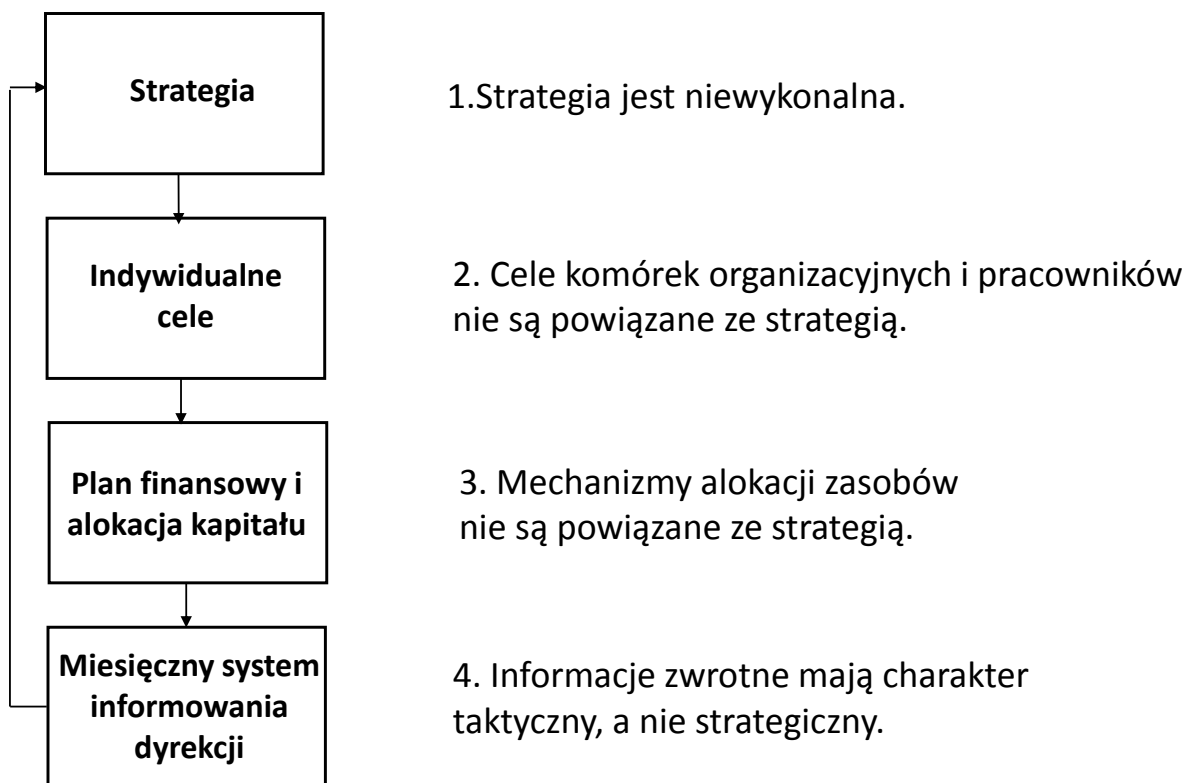 Strategia
1.Strategia jest niewykonalna.
Indywidualne
cele
2. Cele komórek organizacyjnych i pracowników
nie są powiązane ze strategią.
Plan finansowy i
alokacja kapitału
3. Mechanizmy alokacji zasobów
nie są powiązane ze strategią.
Miesięczny system
informowania
dyrekcji
4. Informacje zwrotne mają charakter
taktyczny, a nie strategiczny.